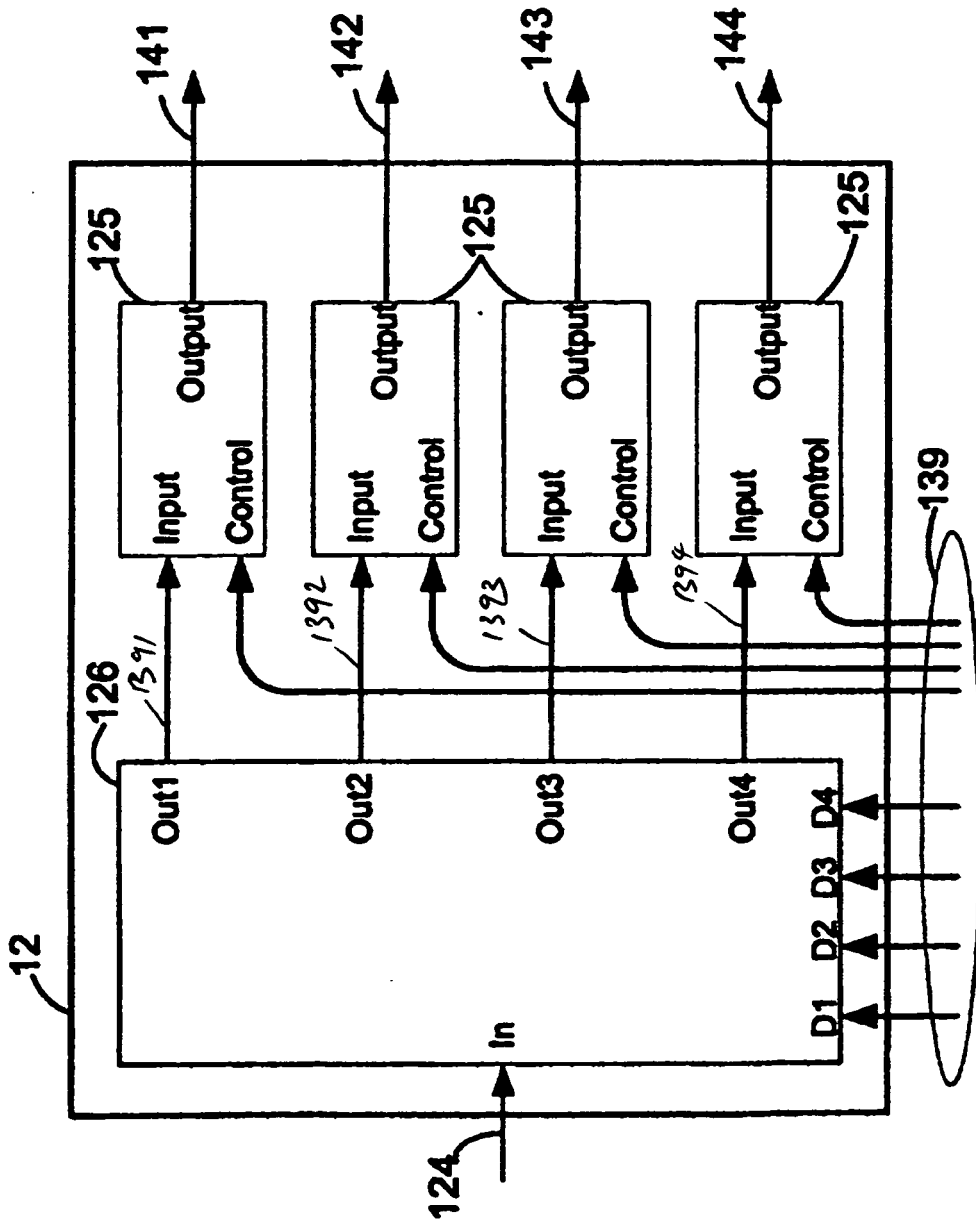 12
126
125
141
142
125
143
125
144
124
In
Out1
Out2
Out3
Out4
D1
D2
D3
D4
1391
1392
1393
1394
Input
Control
Output
Input
Control
Output
Input
Control
Output
Input
Control
Output
139